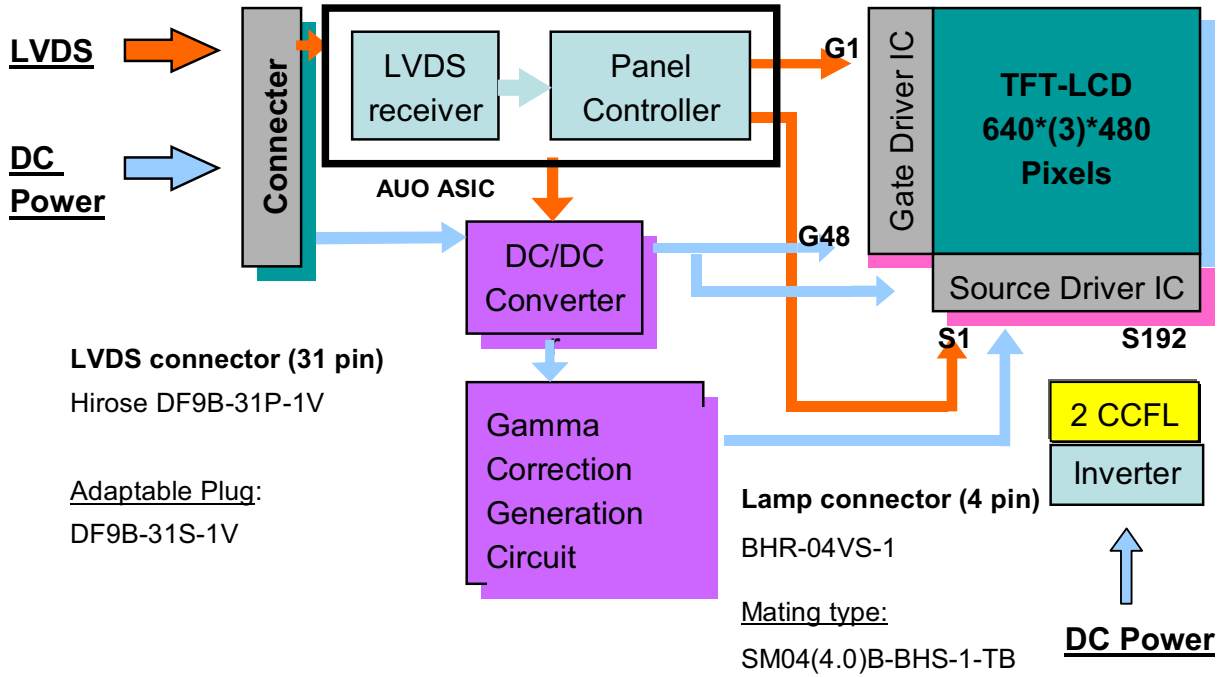 LVDS
DC
Power
Connecter
LVDS
receiver
Panel
Controller
AUO ASIC
G1
Gate Driver IC
TFT-LCD
640*(3)*480
Pixels
G48
Source Driver IC
S1
S192
DC/DC
Converter
r
Gamma
Correction
Generation
Circuit
LVDS connector (31 pin)
Hirose DF9B-31P-1V
Adaptable Plug:
DF9B-31S-1V
Lamp connector (4 pin)
BHR-04VS-1
Mating type:
SM04(4.0)B-BHS-1-TB
2 CCFL
Inverter
DC Power